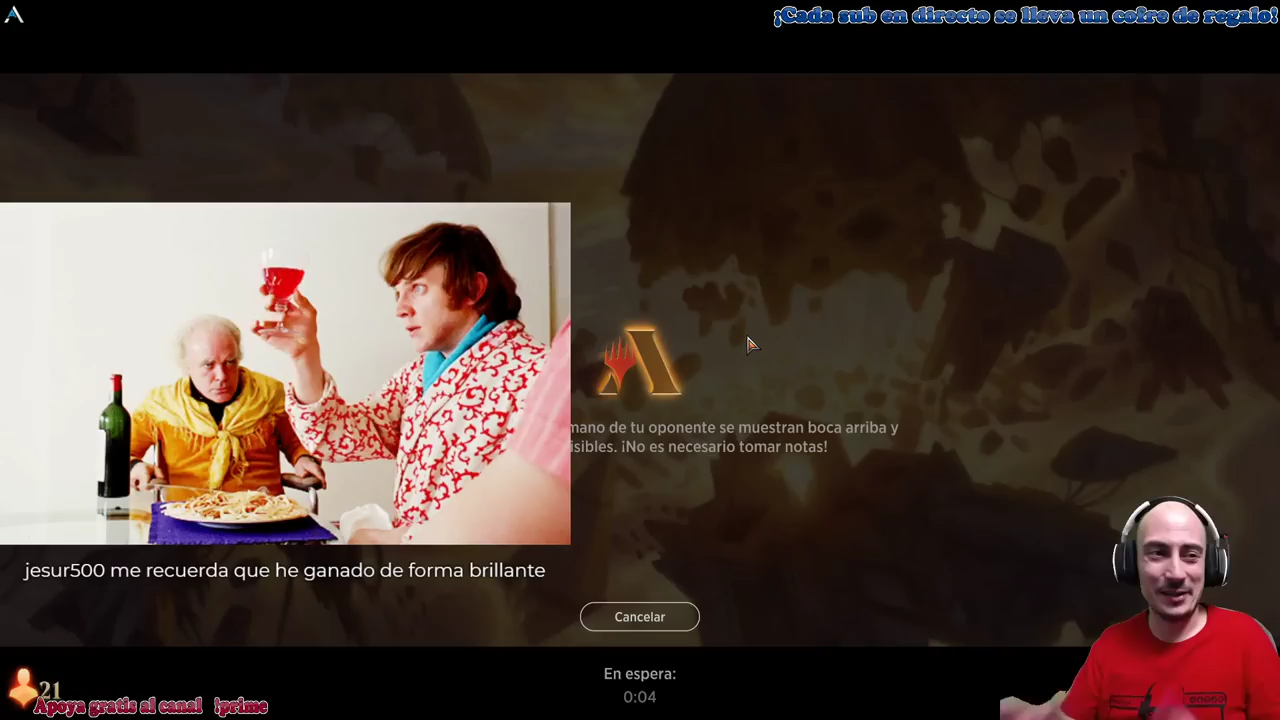 ¡Cada sub en directo se lleva un cofre de regalo!
mano de tu oponente se muestran boca arriba y
isibles. ¡No es necesario tomar notas!
jesur500 me recuerda que he ganado de forma brillante
Cancelar
En espera:
0:04
21
Apoya gratis al canal !prime